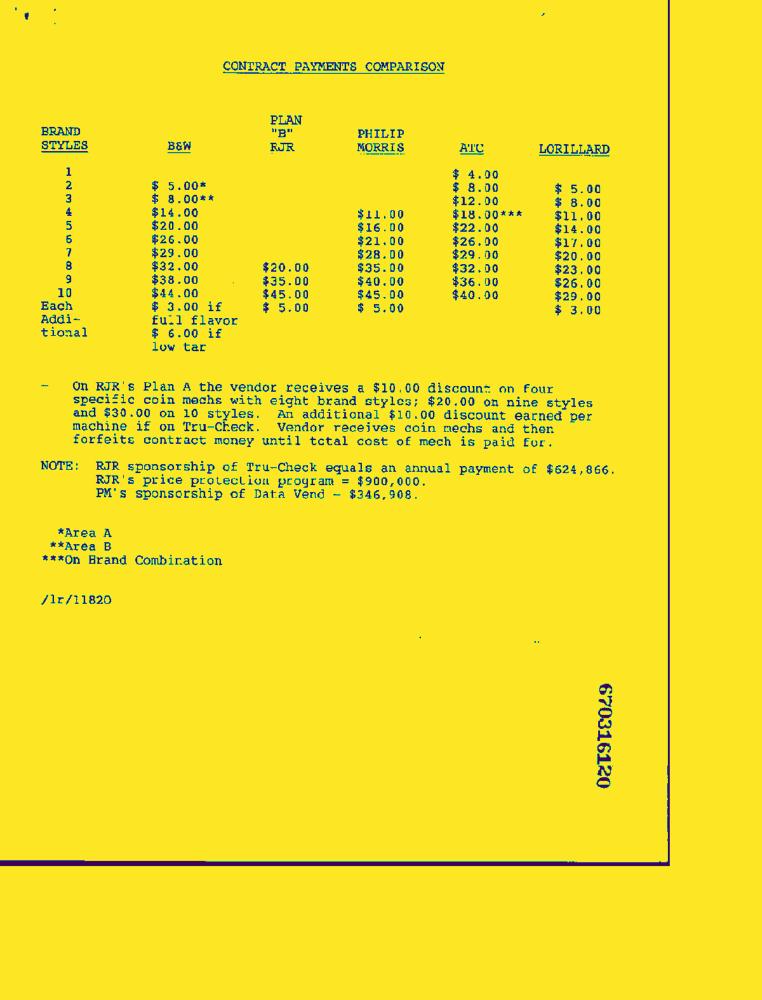 CONTRACT PAYMENTS COMPARISON
BRAND STYLES B&W PLAN "B" RJR PHILIP MORRIS ATC LORILLARD
1 $ 4.00
2 $ 5.00* $ 8.00 $ 5.00
3 $ 8.00** $12.00 $ 8.00
4 $14.00 $11.00 $18.00*** $11.00
5 $20.00 $16.00 $22.00 $14.00
6 $26.00 $21.00 $26.00 $17.00
7 $29.00 $28.00 $29.00 $20.00
8 $32.00 $20.00 $35.00 $32.00 $23.00
9 $38.00 $35.00 $40.00 $36.00 $26.00
10 $44.00 $45.00 $45.00 $40.00 $29.00
Each $ 3.00 if $ 5.00 $ 5.00 $ 3.00
Addi- full flavor
tional $ 6.00 if
low tar
- On RJR's Plan A the vendor receives a $10.00 discount on four
specific coin mechs with eight brand styles; $20.00 on nine styles
and $30.00 on 10 styles. An additional $10.00 discount earned per
machine if on Tru-Check. Vendor receives coin mechs and then
forfeits contract money until total cost of mech is paid for.
NOTE: RJR sponsorship of Tru-Check equals an annual payment of $624,866.
RJR's price protection program = $900,000.
PM's sponsorship of Data Vend - $346,908.
*Area A
**Area B
***On Brand Combination
/lr/11820
670316120